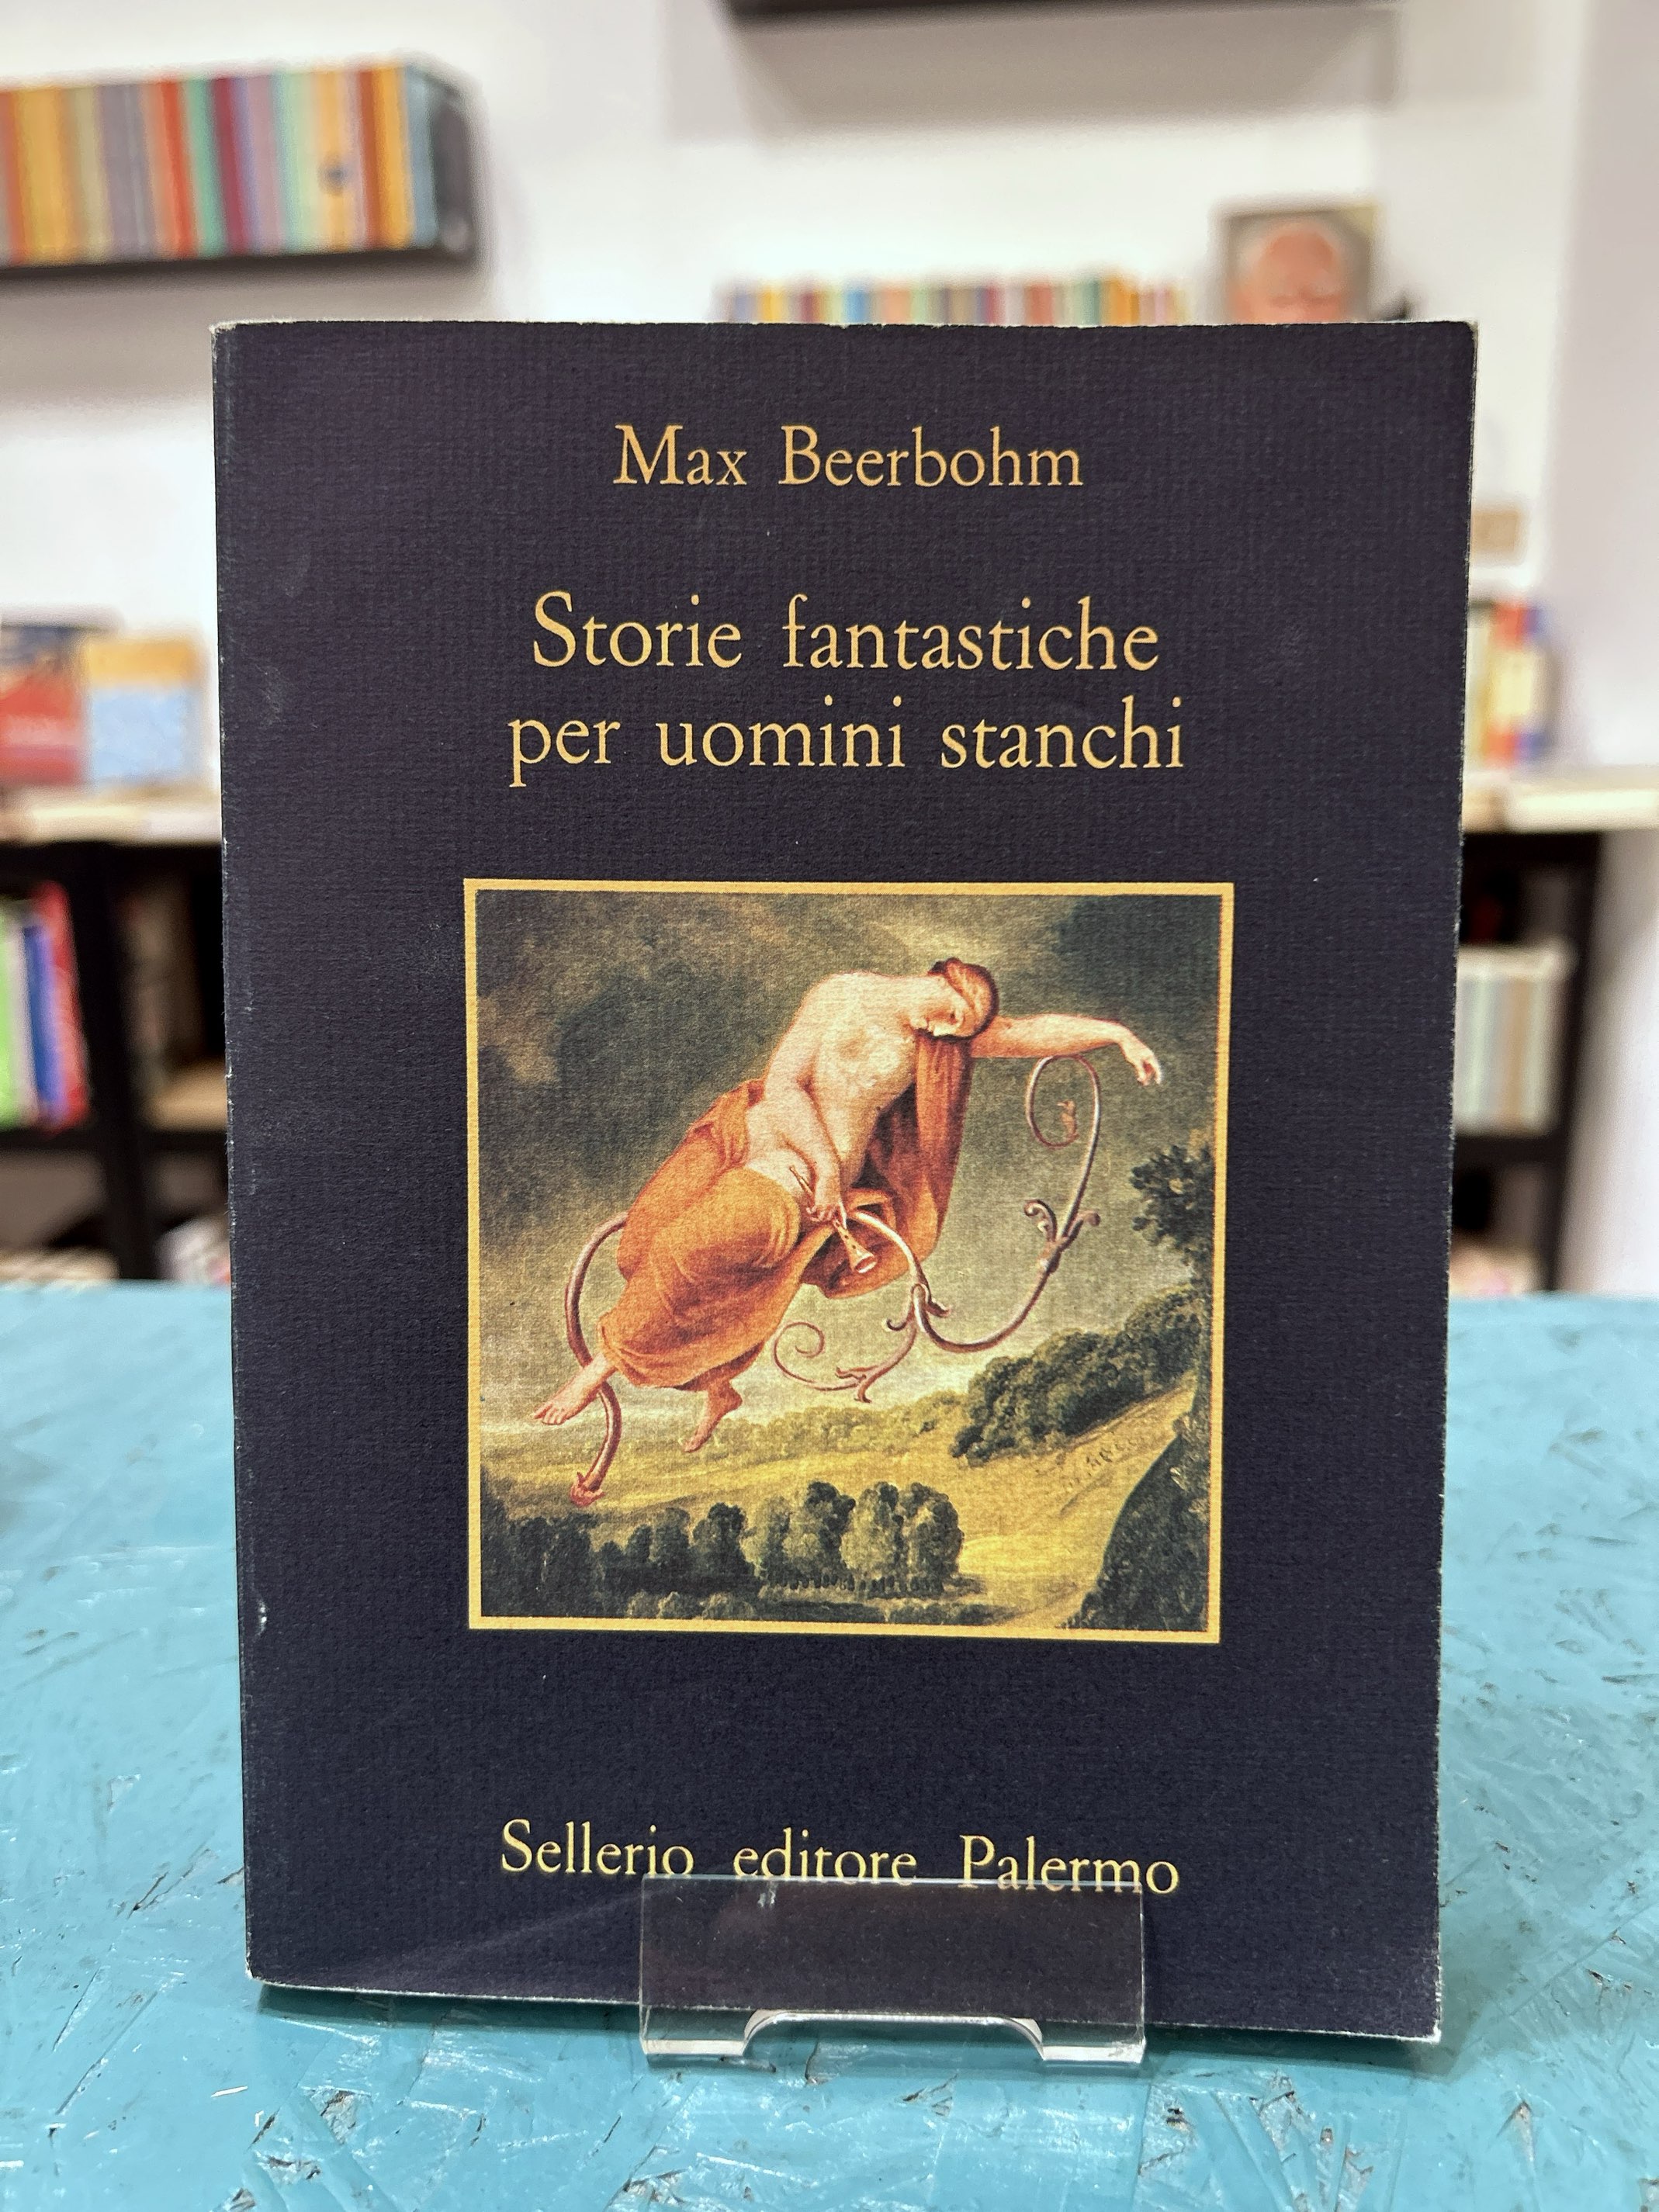 Max Beerbohm
Storie fantastiche
per uomini stanchi
Sellerio editore Palermo